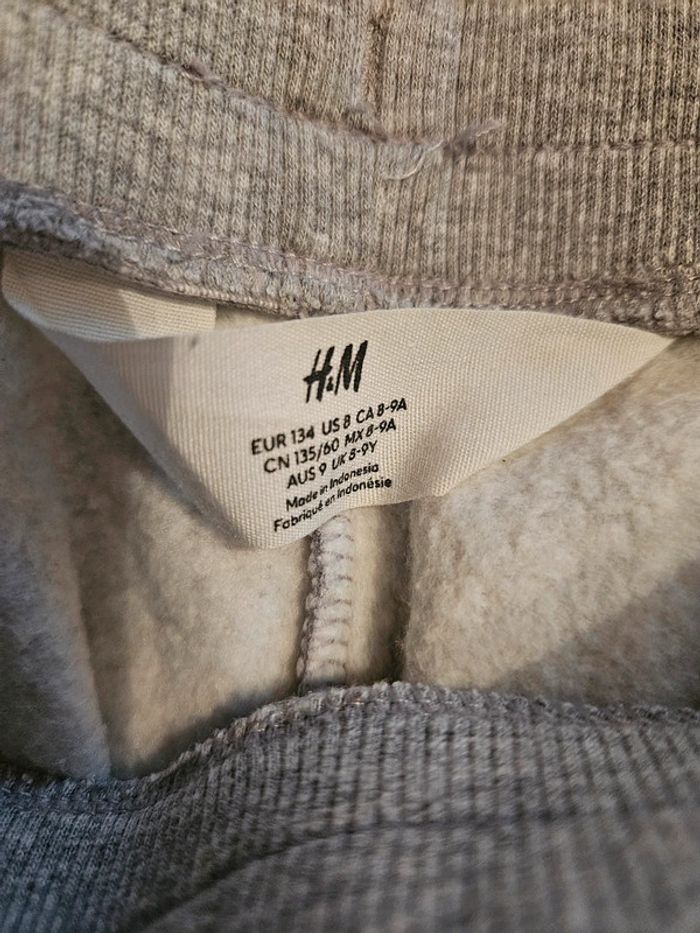 H&M
EUR 134 US 8 CA 8-9A
CN 135/60 MX 8-9A
AUS 9 UK 8-9Y
Made in Indonesia
Fabriqué en Indonésie